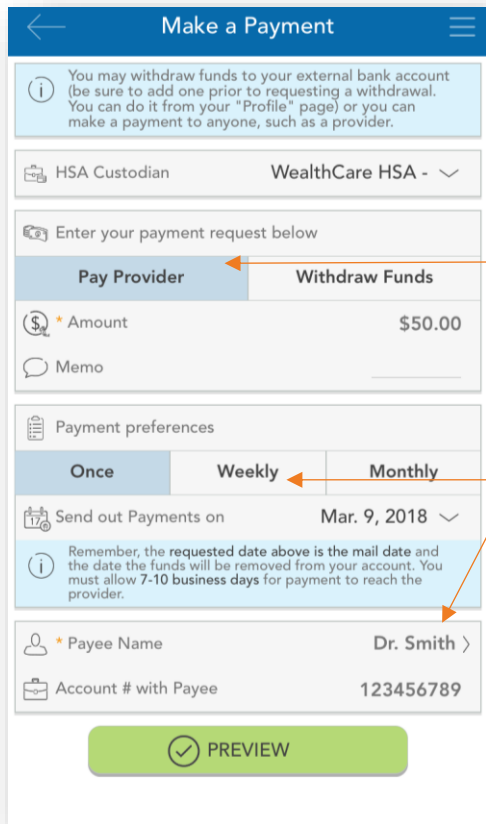 Make a Payment
You may withdraw funds to your external bank account
(be sure to add one prior to requesting a withdrawal.
You can do it from your "Profile" page) or you can
make a payment to anyone, such as a provider.
HSA Custodian WealthCare HSA -
Enter your payment request below
Pay Provider Withdraw Funds
* Amount $50.00
Memo
Payment preferences
Once Weekly Monthly
17 Send out Payments on Mar. 9, 2018
Remember, the requested date above is the mail date and
the date the funds will be removed from your account. You
must allow 7-10 business days for payment to reach the
provider.
* Payee Name Dr. Smith
Account # with Payee 123456789
PREVIEW